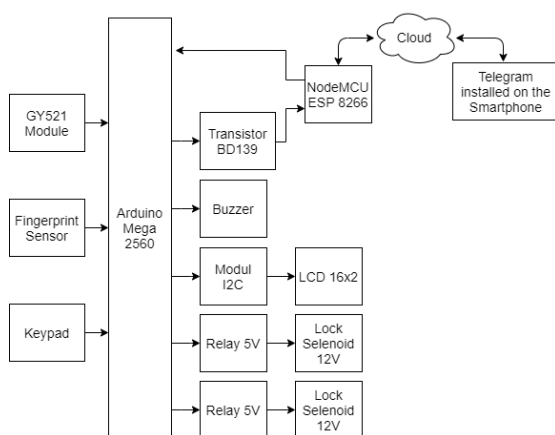 Cloud
NodeMCU
ESP 8266
Telegram
installed on the
Smartphone
GY521
Module
Transistor
BD139
Fingerprint
Sensor
Arduino
Mega
2560
Buzzer
Modul
I2C
LCD 16x2
Keypad
Relay 5V
Lock
Selenoid
12V
Relay 5V
Lock
Selenoid
12V